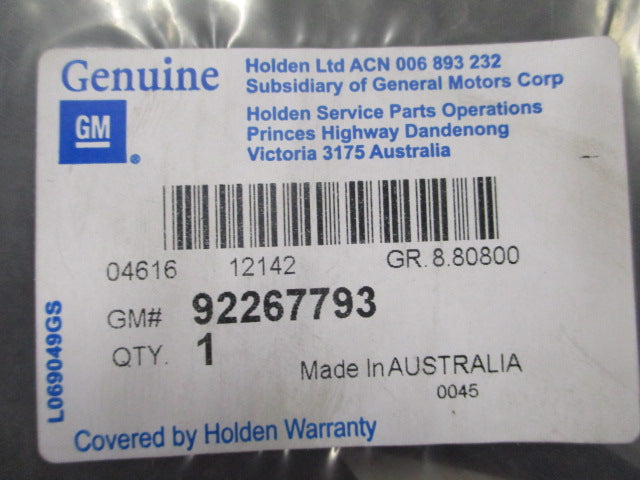 Genuine
GM
®
Holden Ltd ACN 006 893 232
Subsidiary of General Motors Corp
Holden Service Parts Operations
Princes Highway Dandenong
Victoria 3175 Australia
04616 12142 GR. 8.80800
GM# 92267793
QTY. 1
Made In AUSTRALIA
0045
L069049GS
Covered by Holden Warranty